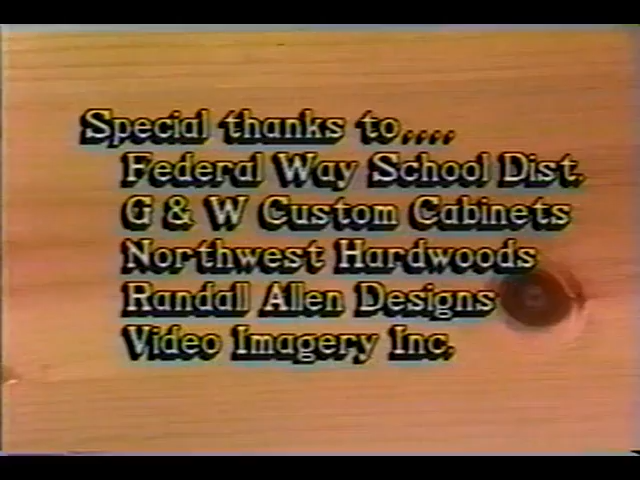 Special thanks to....
Federal Way School Dist.
G & W Custom Cabinets
Northwest Hardwoods
Randall Allen Designs
Video Imagery Inc.